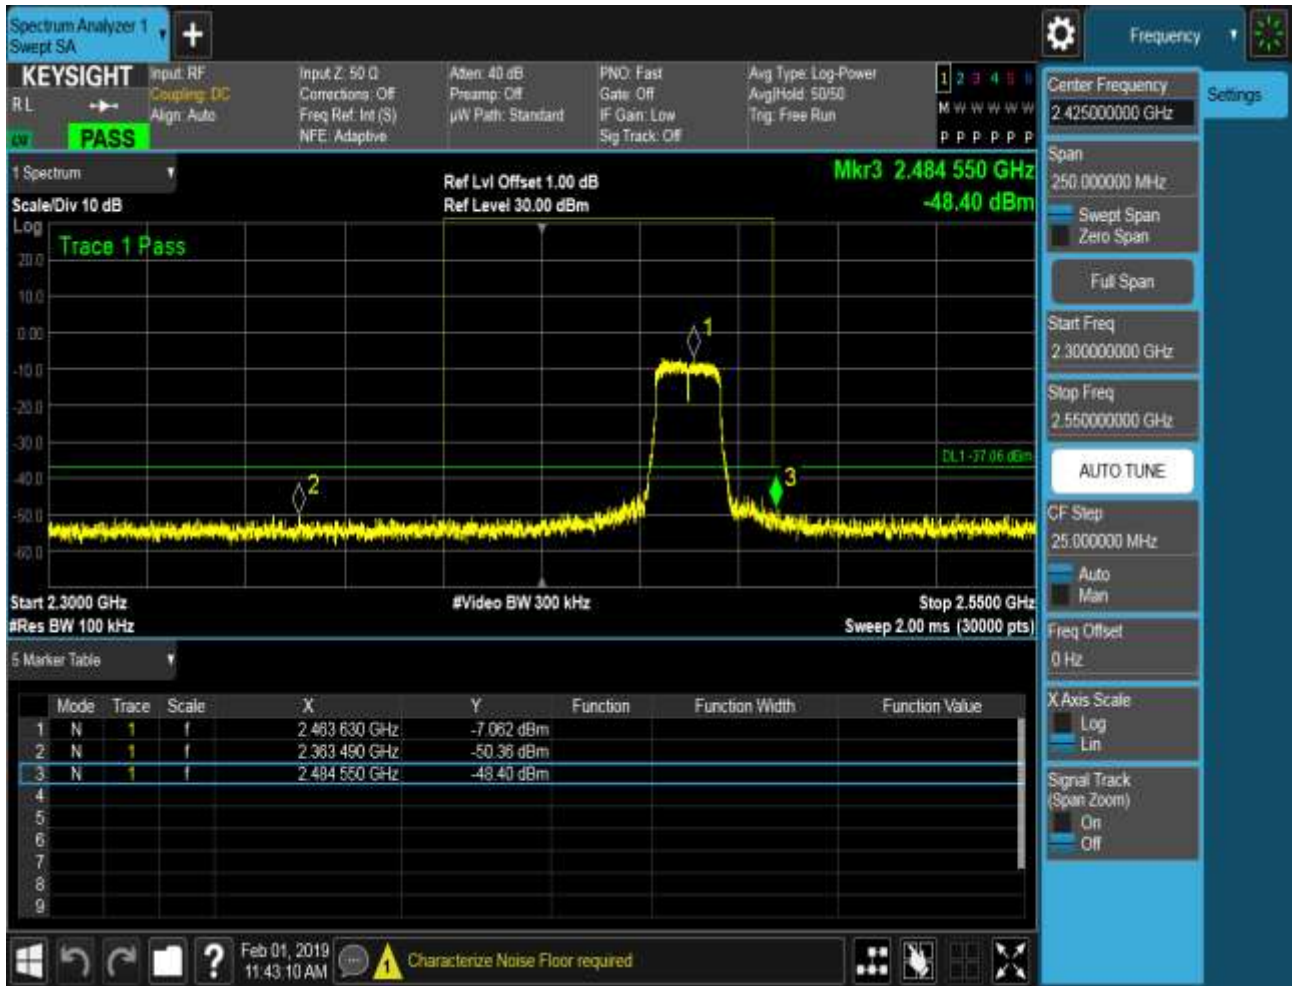 Spectrum Analyzer 1
Swept SA
Frequency
KEYSIGHT
R L
PASS
Input: RF
Coupling: DC
Align: Auto
Input Z: 50 Ω
Corrections: Off
Freq Ref: Int (S)
NFE: Adaptive
Atten: 40 dB
Preamp: Off
µW Path: Standard
PNO: Fast
Gate: Off
IF Gain: Low
Sig Track: Off
Avg Type: Log-Power
Avg|Hold: 50/50
Trig: Free Run
1 2 3 4 5 6
M W W W W W
P P P P P P
1 Spectrum
Scale/Div 10 dB
Ref Lvl Offset 1.00 dB
Ref Level 30.00 dBm
Mkr3 2.484 550 GHz
-48.40 dBm
Log
Trace 1 Pass
20.0
10.0
0.00
-10.0
-20.0
-30.0
-40.0
-50.0
-60.0
1
2
3
DL1 -37.06 dBm
Start 2.3000 GHz
#Video BW 300 kHz
Stop 2.5500 GHz
#Res BW 100 kHz
Sweep 2.00 ms (30000 pts)
5 Marker Table
Mode Trace Scale X Y Function Function Width Function Value
1 N 1 f 2.463 630 GHz -7.062 dBm
2 N 1 f 2.363 490 GHz -50.36 dBm
3 N 1 f 2.484 550 GHz -48.40 dBm
4
5
6
7
8
9
Feb 01, 2019
11:43:10 AM
Characterize Noise Floor required
Settings
Center Frequency
2.425000000 GHz
Span
250.000000 MHz
Swept Span
Zero Span
Full Span
Start Freq
2.300000000 GHz
Stop Freq
2.550000000 GHz
AUTO TUNE
CF Step
25.000000 MHz
Auto
Man
Freq Offset
0 Hz
X Axis Scale
Log
Lin
Signal Track
(Span Zoom)
On
Off